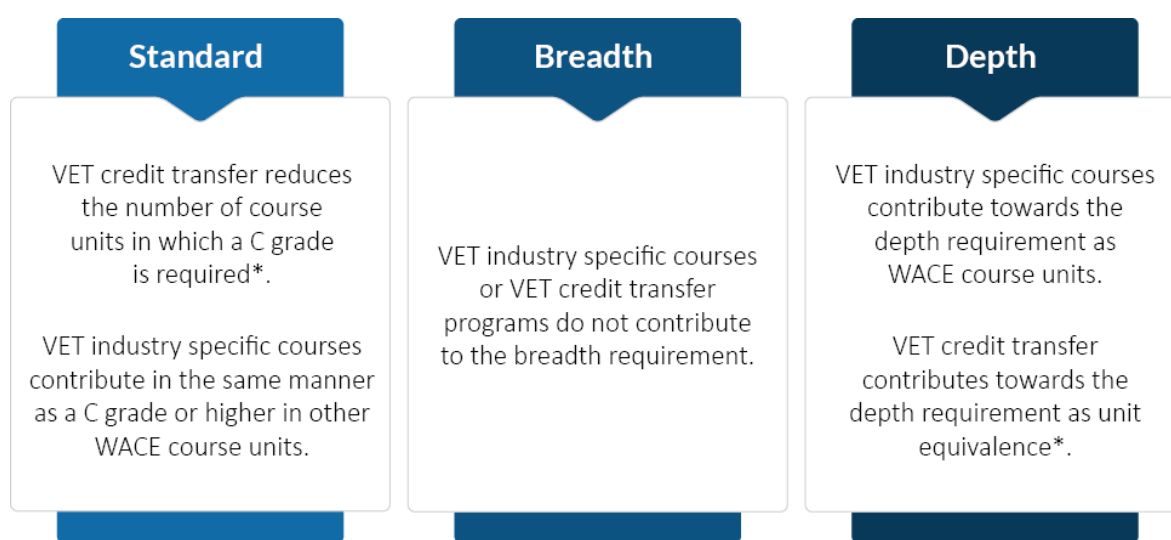 Standard
VET credit transfer reduces
the number of course
units in which a C grade
is required*.
VET industry specific courses
contribute in the same manner
as a C grade or higher in other
WACE course units.
Breadth
VET industry specific courses
or VET credit transfer
programs do not contribute
to the breadth requirement.
Depth
VET industry specific courses
contribute towards the
depth requirement as
WACE course units.
VET credit transfer
contributes towards the
depth requirement as unit
equivalence*.